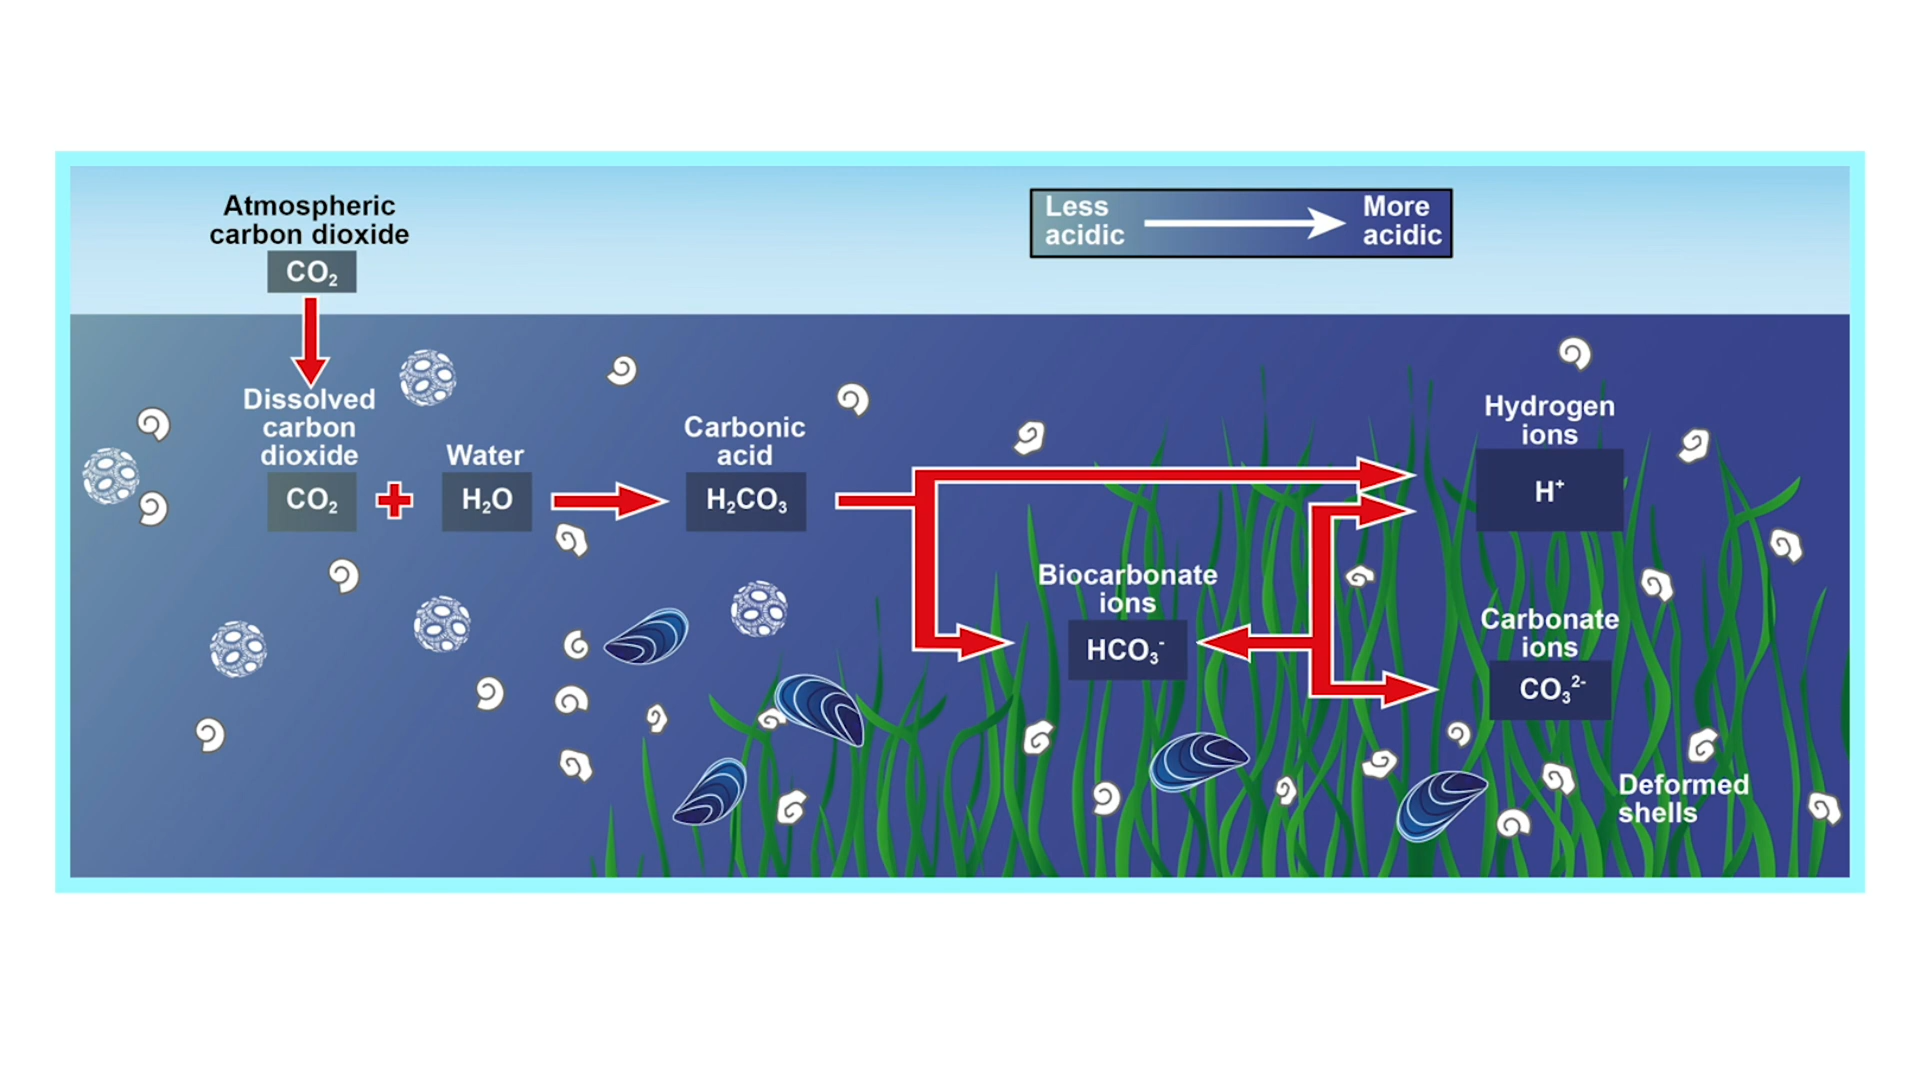 Atmospheric
carbon dioxide
CO₂
Less
acidic
More
acidic
Dissolved
carbon
dioxide
CO₂
+
Water
H₂O
Carbonic
acid
H₂CO₃
Biocarbonate
ions
HCO₃⁻
Hydrogen
ions
H⁺
Carbonate
ions
CO₃²⁻
Deformed
shells